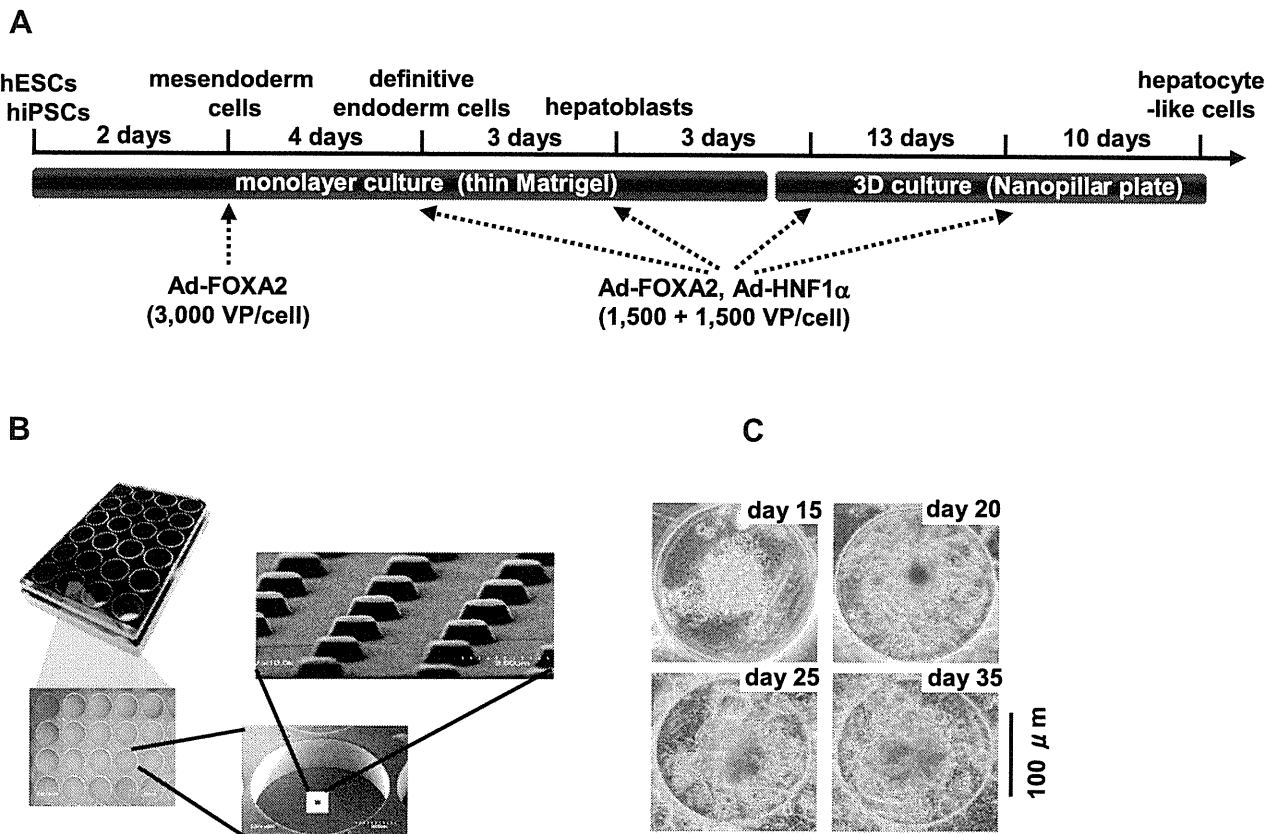 A
hESCs
hiPSCs
mesendoderm
cells
definitive
endoderm cells
hepatoblasts
hepatocyte
-like cells
2 days
4 days
3 days
3 days
13 days
10 days
monolayer culture (thin Matrigel)
3D culture (Nanopillar plate)
Ad-FOXA2
(3,000 VP/cell)
Ad-FOXA2, Ad-HNF1α
(1,500 + 1,500 VP/cell)
B
C
day 15
day 20
day 25
day 35
100 μm